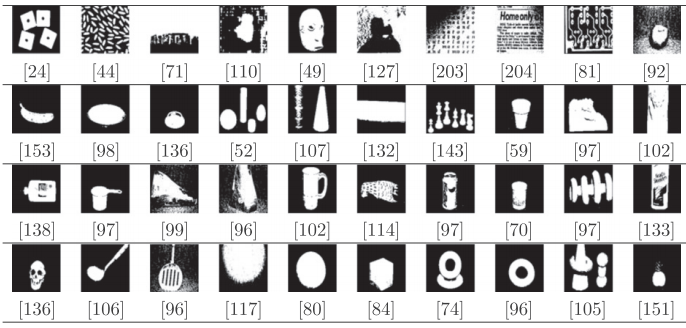 Home only
[24] [44] [71] [110] [49] [127] [203] [204] [81] [92]
[153] [98] [136] [52] [107] [132] [143] [59] [97] [102]
[138] [97] [99] [96] [102] [114] [97] [70] [97] [133]
[136] [106] [96] [117] [80] [84] [74] [96] [105] [151]